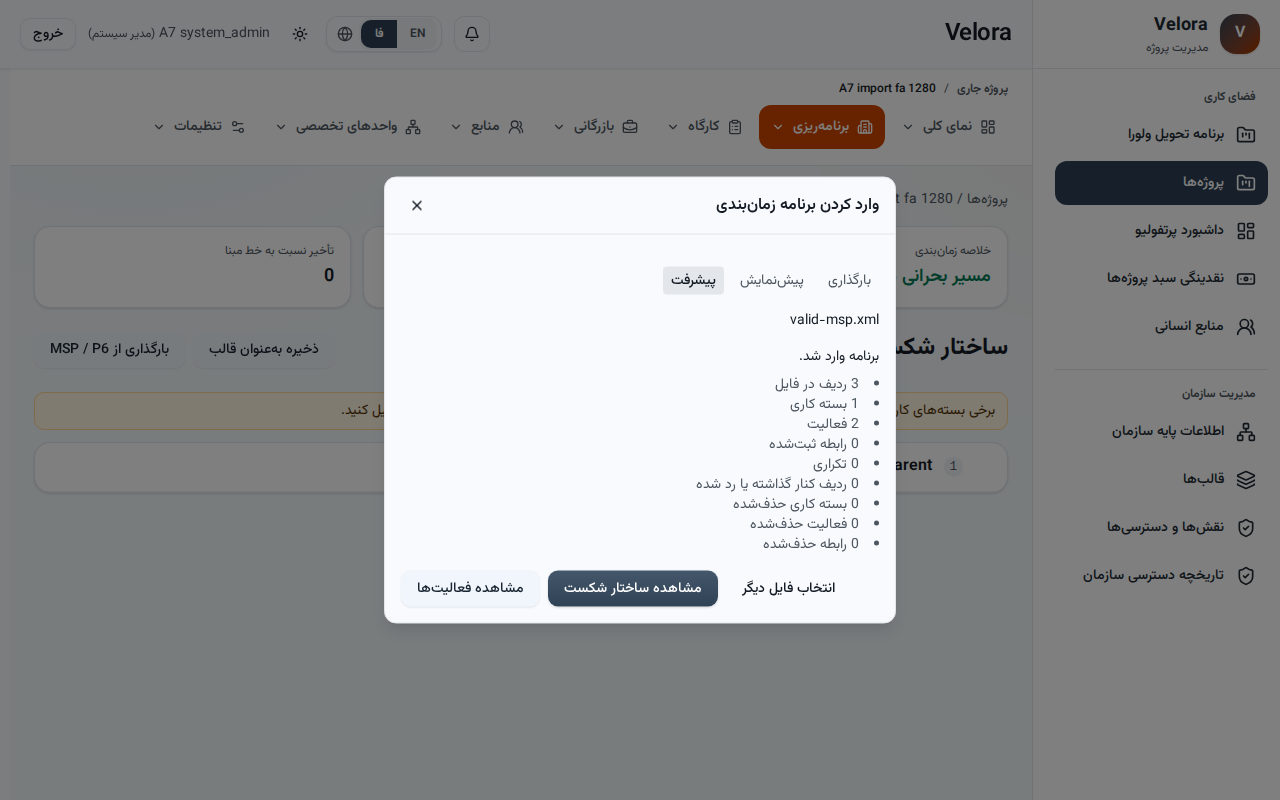 Velora
مدیریت پروژه
V
Velora
EN
فا
A7 system_admin (مدیر سیستم)
خروج
فضای کاری
برنامه تحویل ولورا
پروژه‌ها
داشبورد پرتفولیو
نقدینگی سبد پروژه‌ها
منابع انسانی
مدیریت سازمان
اطلاعات پایه سازمان
قالب‌ها
نقش‌ها و دسترسی‌ها
تاریخچه دسترسی سازمان
پروژه جاری / A7 import fa 1280
نمای کلی
برنامه‌ریزی
کارگاه
بازرگانی
منابع
واحدهای تخصصی
تنظیمات
پروژه‌ها / fa 1280
خلاصه زمان‌بندی
مسیر بحرانی
تأخیر نسبت به خط مبنا
0
ساختار
ذخیره به‌عنوان قالب
بارگذاری از MSP / P6
برخی بسته‌های
کنید.
1
وارد کردن برنامه زمان‌بندی
×
بارگذاری
پیش‌نمایش
پیشرفت
valid-msp.xml
برنامه وارد شد.
• 3 ردیف در فایل
• 1 بسته کاری
• 2 فعالیت
• 0 رابطه ثبت‌شده
• 0 تکراری
• 0 ردیف کنار گذاشته یا رد شده
• 0 بسته کاری حذف‌شده
• 0 فعالیت حذف‌شده
• 0 رابطه حذف‌شده
انتخاب فایل دیگر
مشاهده ساختار شکست
مشاهده فعالیت‌ها